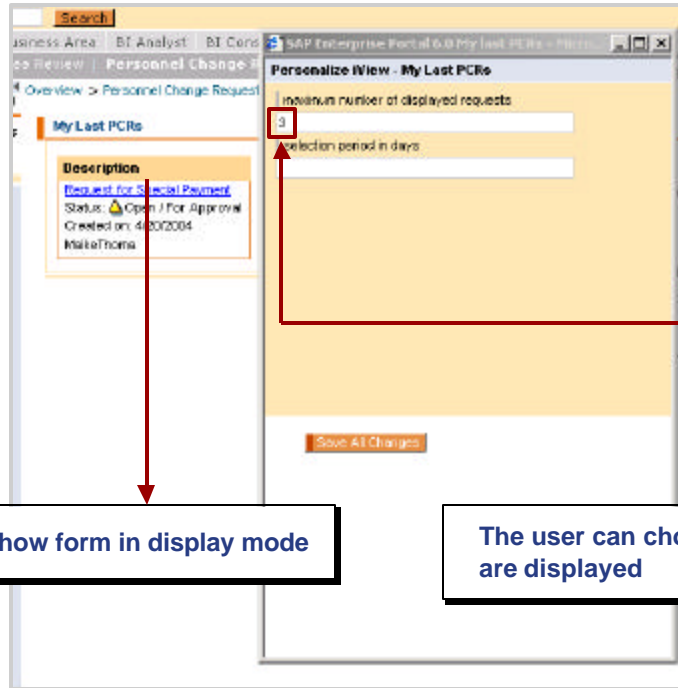 Search
usiness Area BI Analyst BI Cons
Review | Personnel Change R
Overview > Personnel Change Request
My Last PCRs
Description
Request for Special Payment
Status: Open / For Approval
Created on: 4/20/2004
MaikeThoma
SAP Enterprise Portal 6.0 My last PCRs - Micro...
Personalize iView - My Last PCRs
maximum number of displayed requests
3
selection period in days
Save All Changes
how form in display mode
The user can cho
are displayed